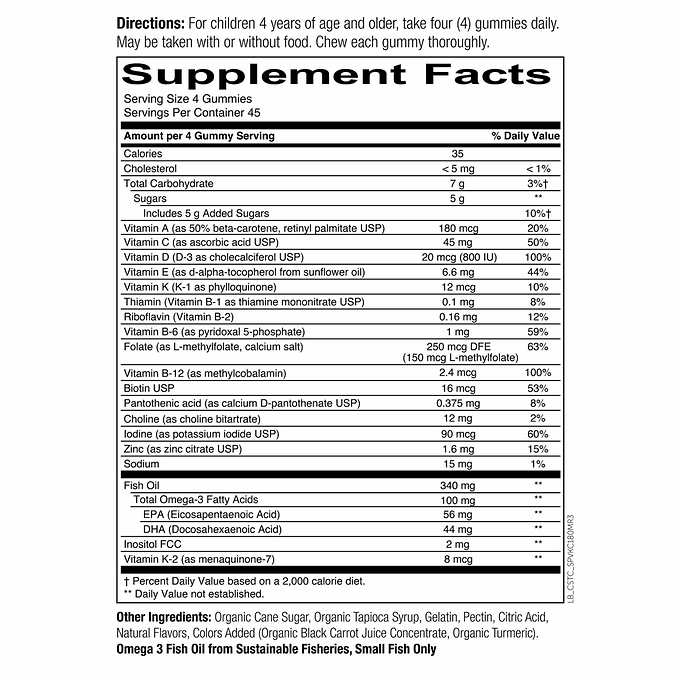 Directions: For children 4 years of age and older, take four (4) gummies daily.
May be taken with or without food. Chew each gummy thoroughly.
Supplement Facts
Serving Size 4 Gummies
Servings Per Container 45
Amount per 4 Gummy Serving % Daily Value
Calories 35
Cholesterol < 5 mg < 1%
Total Carbohydrate 7 g 3%†
Sugars 5 g **
Includes 5 g Added Sugars 10%†
Vitamin A (as 50% beta-carotene, retinyl palmitate USP) 180 mcg 20%
Vitamin C (as ascorbic acid USP) 45 mg 50%
Vitamin D (D-3 as cholecalciferol USP) 20 mcg (800 IU) 100%
Vitamin E (as d-alpha-tocopherol from sunflower oil) 6.6 mg 44%
Vitamin K (K-1 as phylloquinone) 12 mcg 10%
Thiamin (Vitamin B-1 as thiamine mononitrate USP) 0.1 mg 8%
Riboflavin (Vitamin B-2) 0.16 mg 12%
Vitamin B-6 (as pyridoxal 5-phosphate) 1 mg 59%
Folate (as L-methylfolate, calcium salt) 250 mcg DFE 63%
(150 mcg L-methylfolate)
Vitamin B-12 (as methylcobalamin) 2.4 mcg 100%
Biotin USP 16 mcg 53%
Pantothenic acid (as calcium D-pantothenate USP) 0.375 mg 8%
Choline (as choline bitartrate) 12 mg 2%
Iodine (as potassium iodide USP) 90 mcg 60%
Zinc (as zinc citrate USP) 1.6 mg 15%
Sodium 15 mg 1%
Fish Oil 340 mg **
Total Omega-3 Fatty Acids 100 mg **
EPA (Eicosapentaenoic Acid) 56 mg **
DHA (Docosahexaenoic Acid) 44 mg **
Inositol FCC 2 mg **
Vitamin K-2 (as menaquinone-7) 8 mcg **
† Percent Daily Value based on a 2,000 calorie diet.
** Daily Value not established.
LB_CSTC_SPVKC180MR3
Other Ingredients: Organic Cane Sugar, Organic Tapioca Syrup, Gelatin, Pectin, Citric Acid,
Natural Flavors, Colors Added (Organic Black Carrot Juice Concentrate, Organic Turmeric).
Omega 3 Fish Oil from Sustainable Fisheries, Small Fish Only